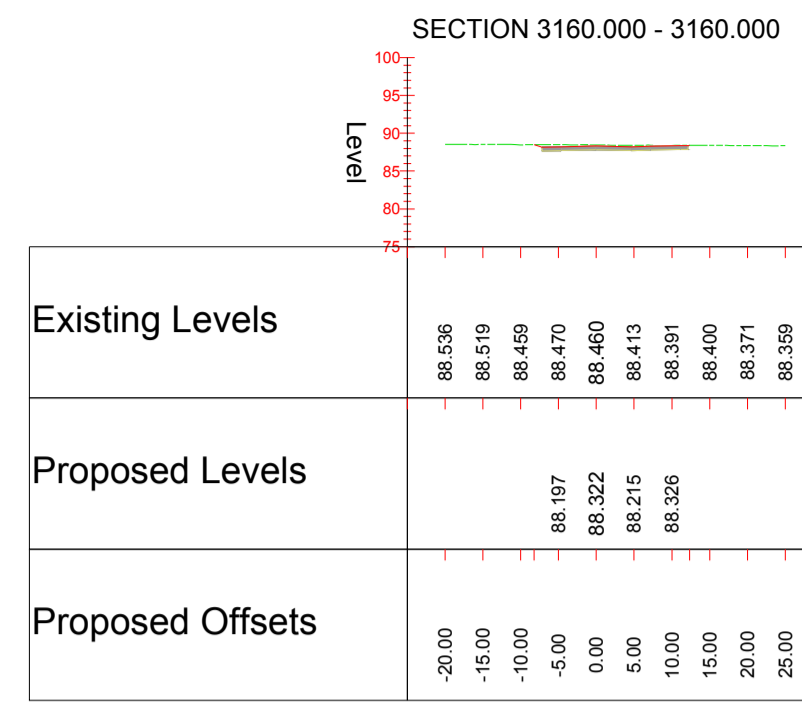 SECTION 3160.000 - 3160.000
100
95
90
85
80
75
Level
Existing Levels
88.536 88.519 88.459 88.470 88.460 88.413 88.391 88.400 88.371 88.359
Proposed Levels
88.197 88.322 88.215 88.326
Proposed Offsets
-20.00 -15.00 -10.00 -5.00 0.00 5.00 10.00 15.00 20.00 25.00